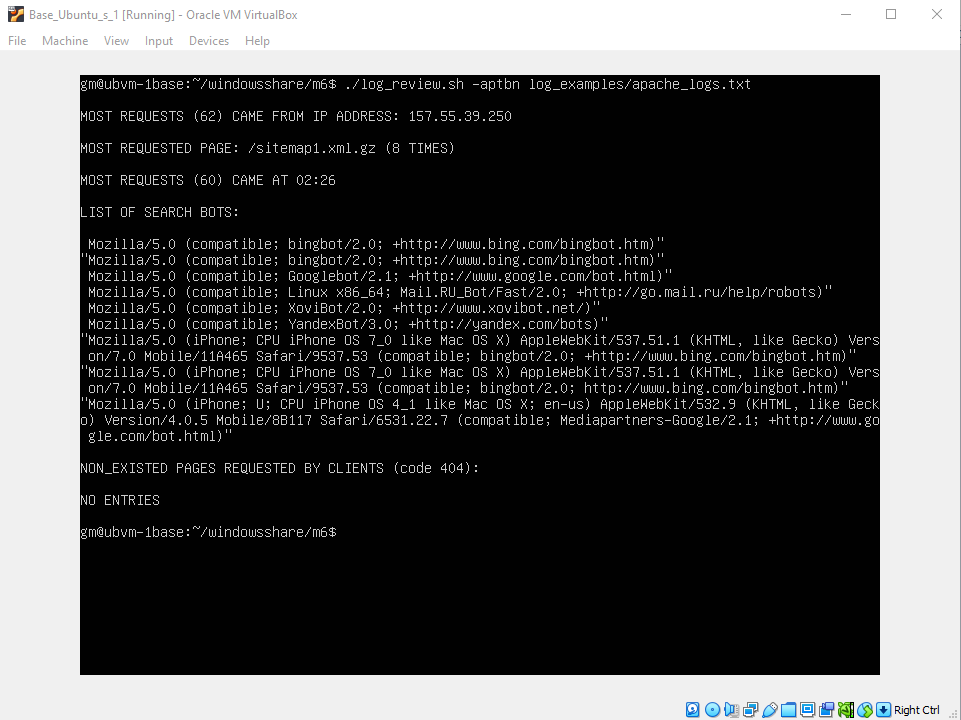 Base_Ubuntu_s_1 [Running] - Oracle VM VirtualBox
File Machine View Input Devices Help
gm@ubvm-1base:~/windowsshare/m6$ ./log_review.sh -aptbn log_examples/apache_logs.txt
MOST REQUESTS (62) CAME FROM IP ADDRESS: 157.55.39.250
MOST REQUESTED PAGE: /sitemap1.xml.gz (8 TIMES)
MOST REQUESTS (60) CAME AT 02:26
LIST OF SEARCH BOTS:
Mozilla/5.0 (compatible; bingbot/2.0; +http://www.bing.com/bingbot.htm)"
"Mozilla/5.0 (compatible; bingbot/2.0; +http://www.bing.com/bingbot.htm)"
Mozilla/5.0 (compatible; Googlebot/2.1; +http://www.google.com/bot.html)"
Mozilla/5.0 (compatible; Linux x86_64; Mail.RU_Bot/Fast/2.0; +http://go.mail.ru/help/robots)"
Mozilla/5.0 (compatible; XoviBot/2.0; +http://www.xovibot.net/)"
Mozilla/5.0 (compatible; YandexBot/3.0; +http://yandex.com/bots)"
"Mozilla/5.0 (iPhone; CPU iPhone OS 7_0 like Mac OS X) AppleWebKit/537.51.1 (KHTML, like Gecko) Vers
on/7.0 Mobile/11A465 Safari/9537.53 (compatible; bingbot/2.0; +http://www.bing.com/bingbot.htm)"
"Mozilla/5.0 (iPhone; CPU iPhone OS 7_0 like Mac OS X) AppleWebKit/537.51.1 (KHTML, like Gecko) Vers
on/7.0 Mobile/11A465 Safari/9537.53 (compatible; bingbot/2.0; http://www.bing.com/bingbot.htm)"
"Mozilla/5.0 (iPhone; U; CPU iPhone OS 4_1 like Mac OS X; en-us) AppleWebKit/532.9 (KHTML, like Geck
o) Version/4.0.5 Mobile/8B117 Safari/6531.22.7 (compatible; Mediapartners-Google/2.1; +http://www.go
gle.com/bot.html)"
NON_EXISTED PAGES REQUESTED BY CLIENTS (code 404):
NO ENTRIES
gm@ubvm-1base:~/windowsshare/m6$
Right Ctrl